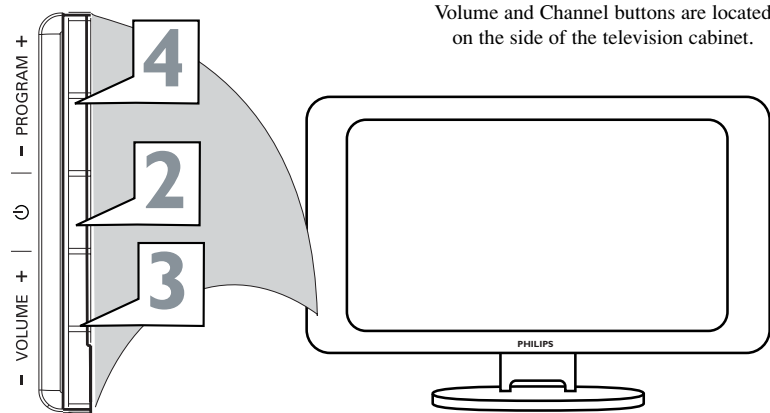 Volume and Channel buttons are located
on the side of the television cabinet.
- PROGRAM +
4
2
- VOLUME +
3
PHILIPS